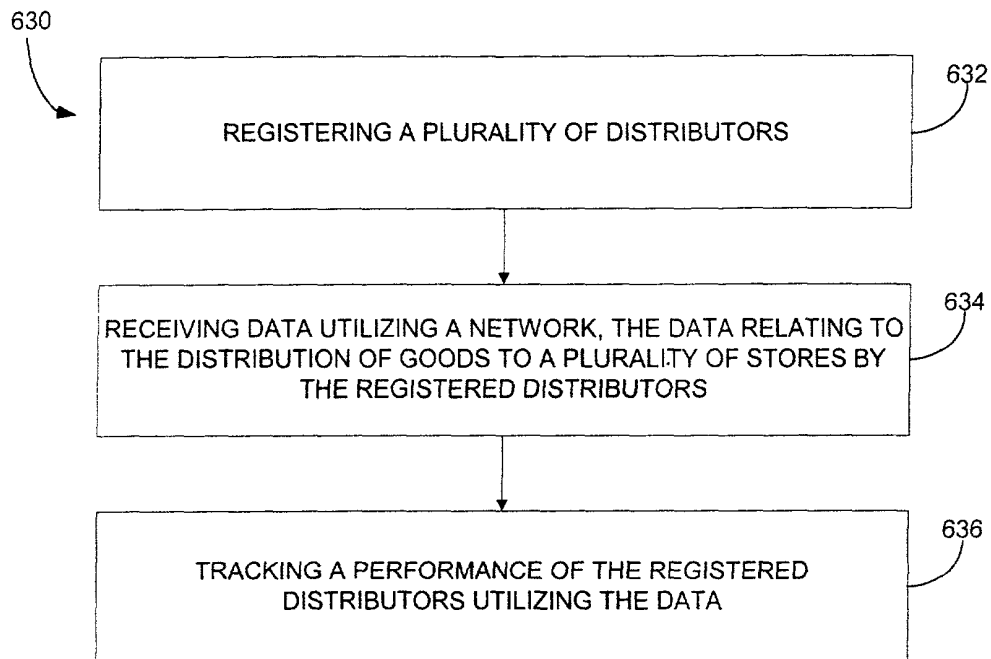 630
632
REGISTERING A PLURALITY OF DISTRIBUTORS
634
RECEIVING DATA UTILIZING A NETWORK, THE DATA RELATING TO
THE DISTRIBUTION OF GOODS TO A PLURALITY OF STORES BY
THE REGISTERED DISTRIBUTORS
636
TRACKING A PERFORMANCE OF THE REGISTERED
DISTRIBUTORS UTILIZING THE DATA